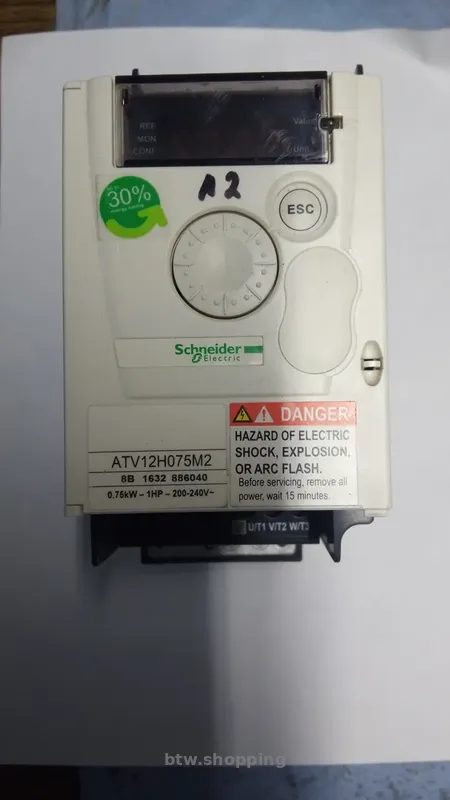 REF
MON
CONF
Value
Unit
30%
energy saving
A2
ESC
Schneider
Electric
ATV12H075M2
8B 1632 886040
0.75kW - 1HP - 200-240V~
DANGER
HAZARD OF ELECTRIC
SHOCK, EXPLOSION,
OR ARC FLASH.
Before servicing, remove all
power, wait 15 minutes.
U/T1 V/T2 W/T3
btw.shopping